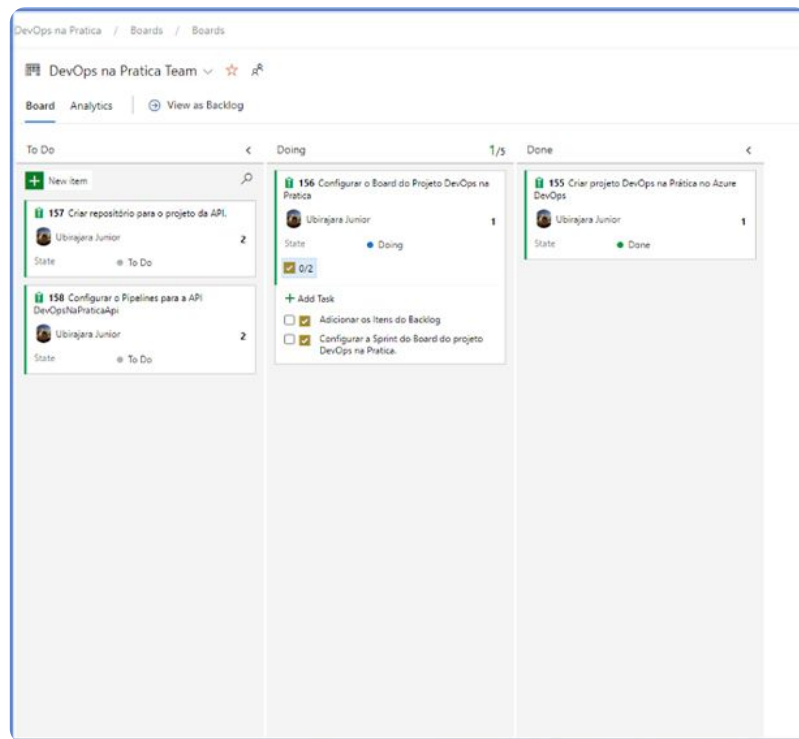 DevOps na Pratica / Boards / Boards
DevOps na Pratica Team
Board Analytics View as Backlog
To Do
New item
157 Criar repositório para o projeto da API.
Ubirajara Junior 2
State To Do
158 Configurar o Pipelines para a API
DevOpsNaPraticaApi
Ubirajara Junior 2
State To Do
Doing 1/5
156 Configurar o Board do Projeto DevOps na
Pratica
Ubirajara Junior 1
State Doing
0/2
Add Task
Adicionar os Itens do Backlog
Configurar a Sprint do Board do projeto
DevOps na Pratica.
Done
155 Criar projeto DevOps na Prática no Azure
DevOps
Ubirajara Junior 1
State Done